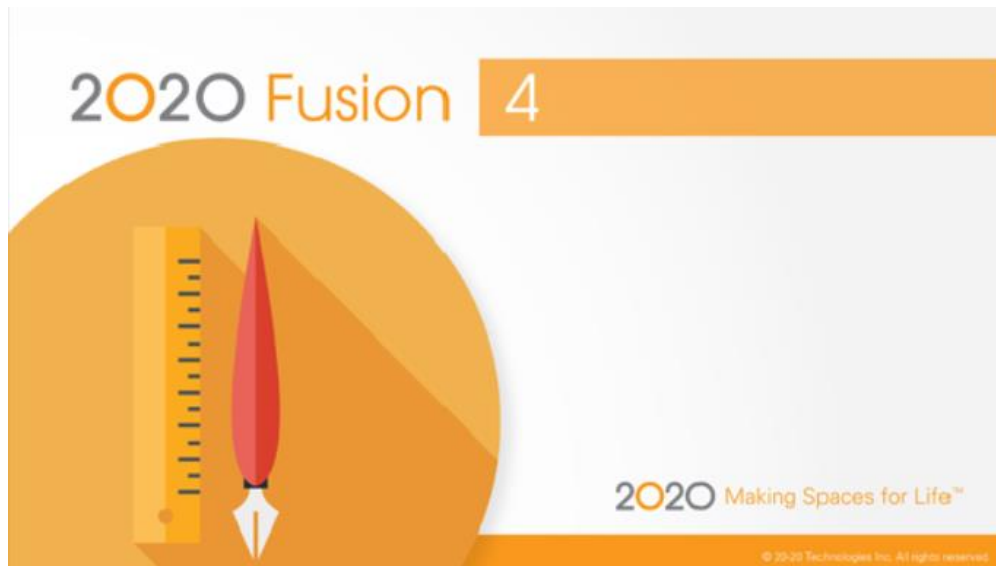 2020 Fusion 4
2020 Making Spaces for Life™
© 20-20 Technologies Inc. All rights reserved.